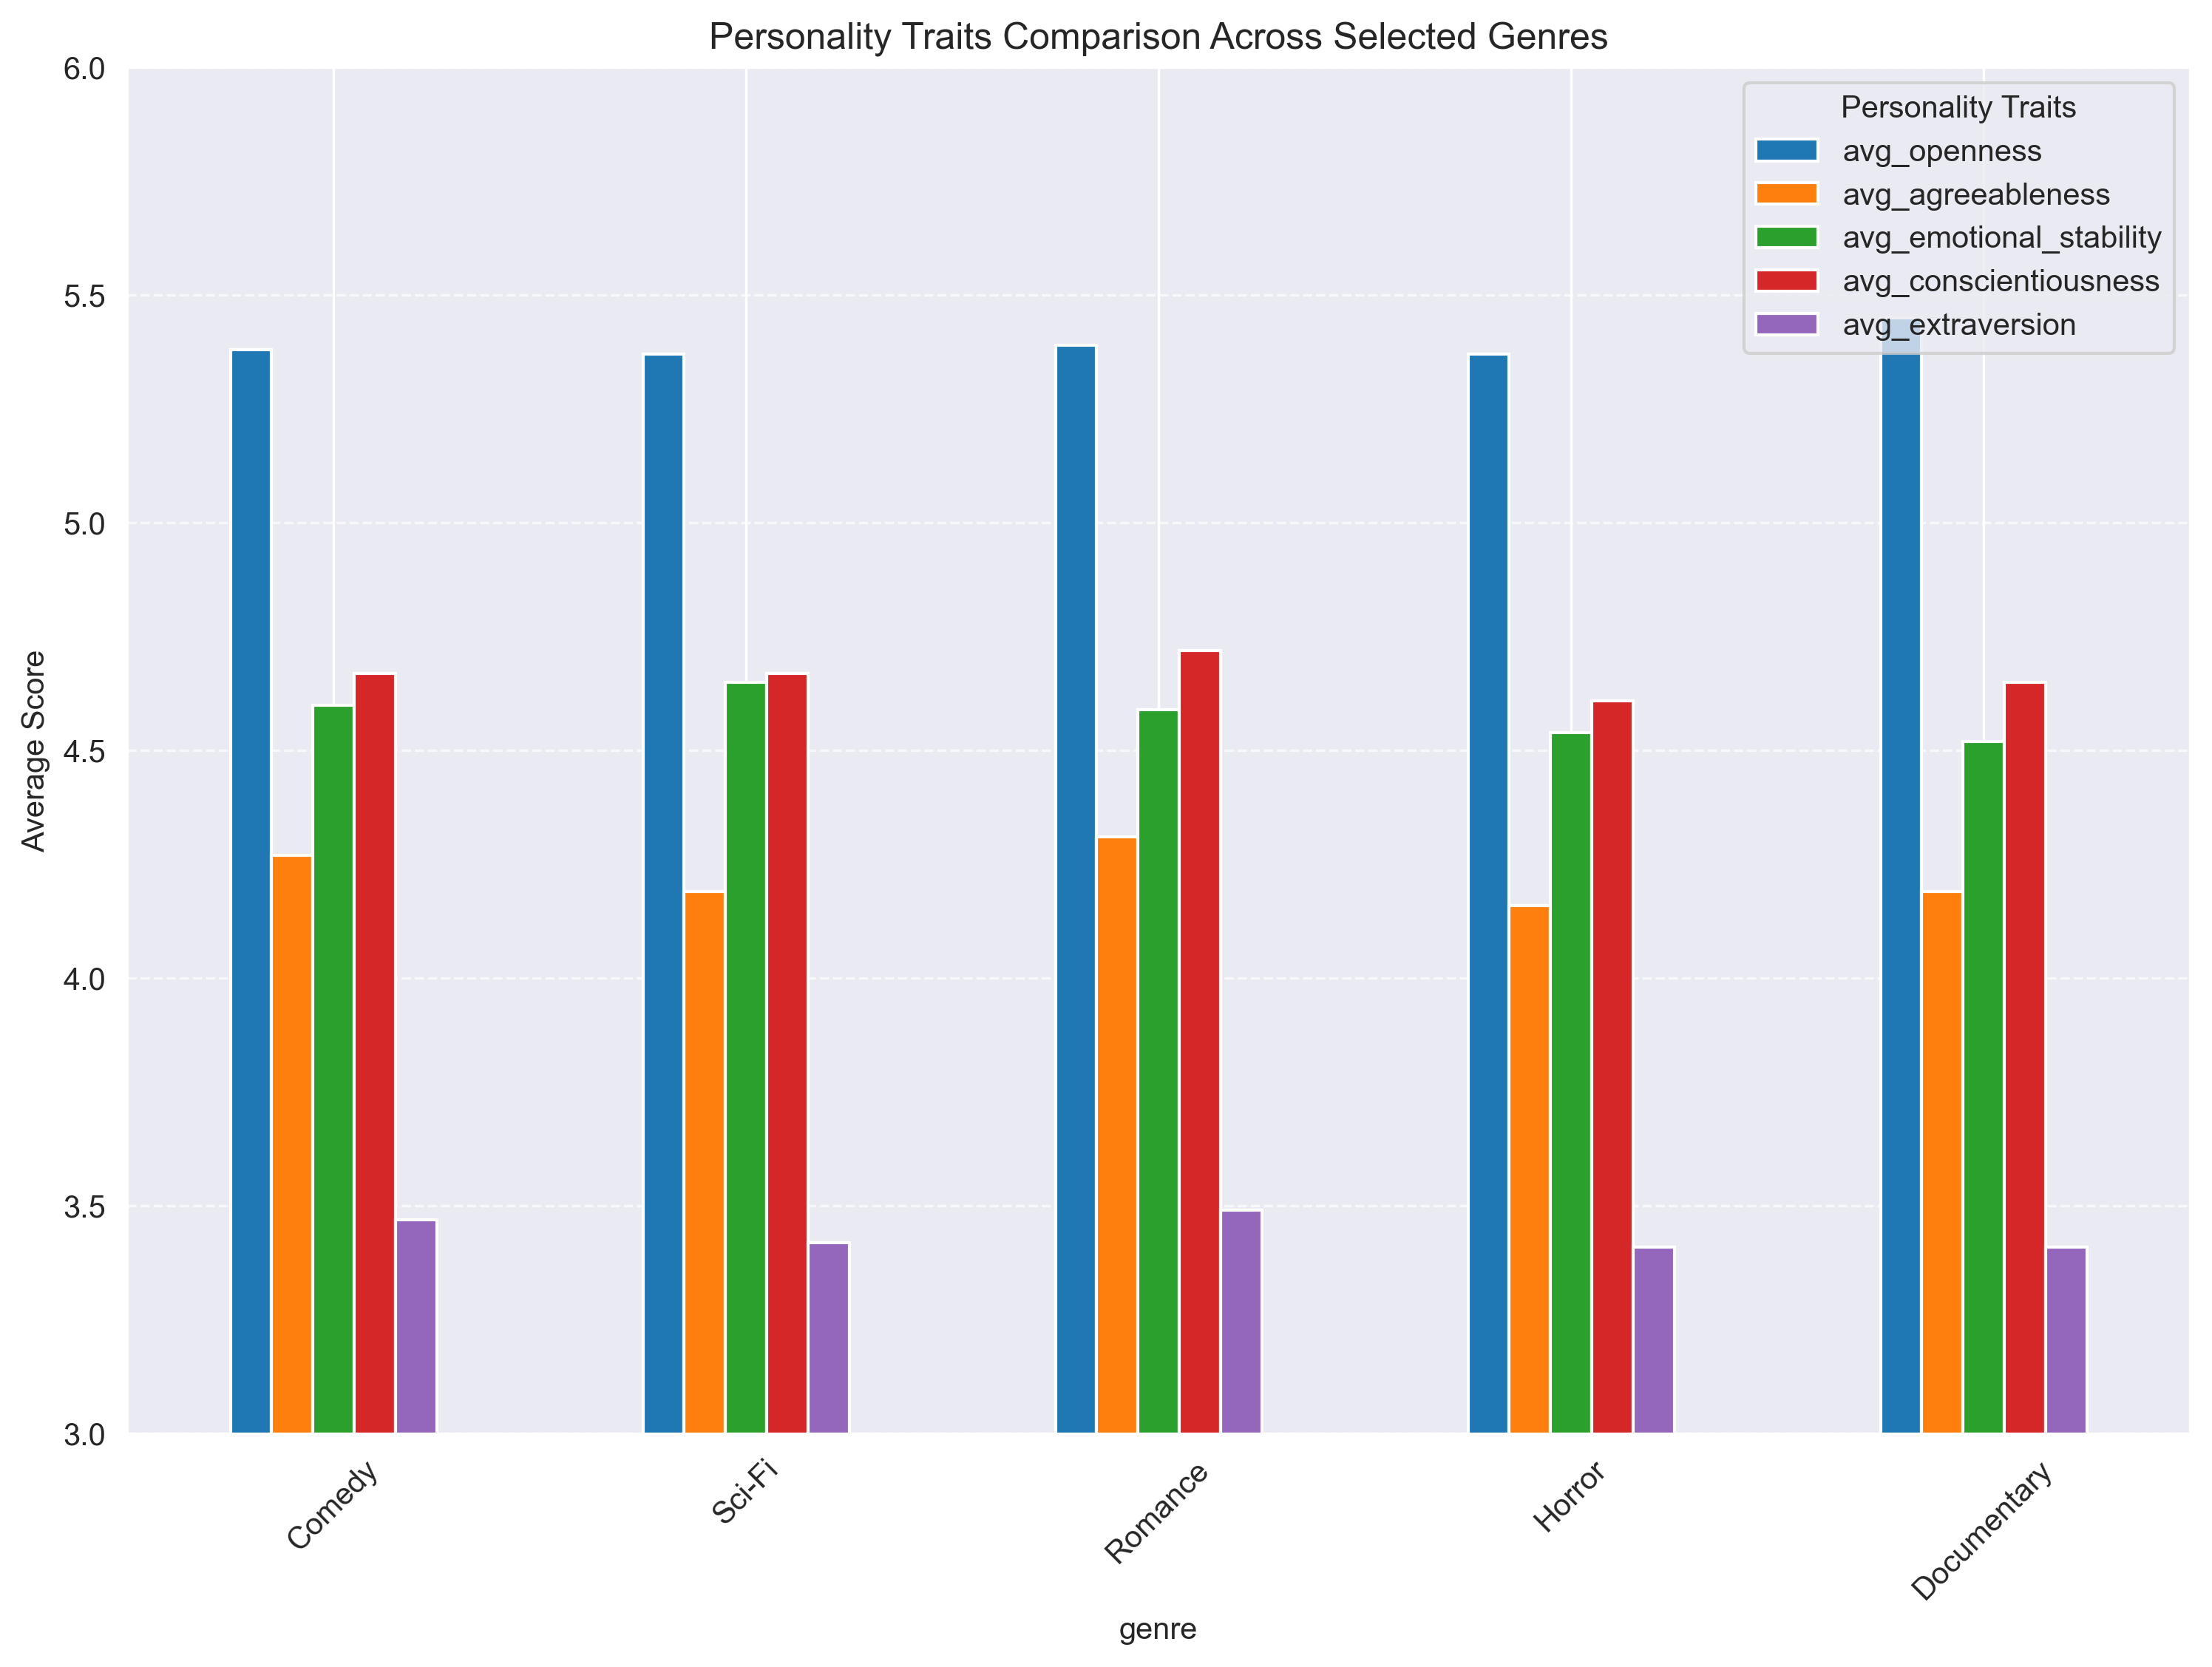 Personality Traits Comparison Across Selected Genres
6.0
5.5
5.0
4.5
4.0
3.5
3.0
Average Score
Personality Traits
avg_openness
avg_agreeableness
avg_emotional_stability
avg_conscientiousness
avg_extraversion
Comedy
Sci-Fi
Romance
Horror
Documentary
genre